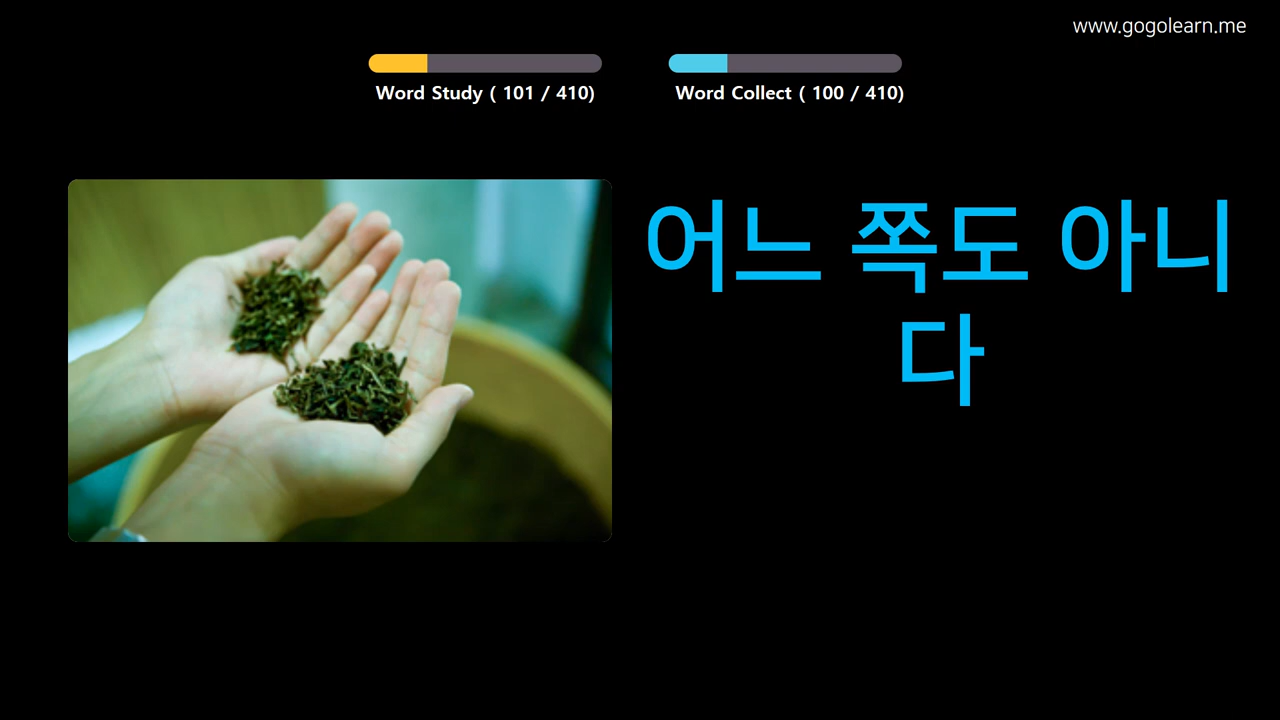 www.gogolearn.me
Word Study ( 101 / 410)
Word Collect ( 100 / 410)
어느 쪽도 아니
다